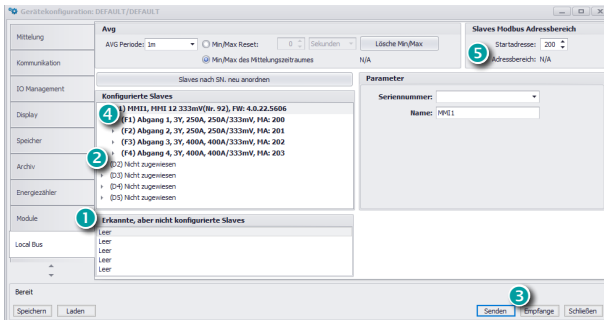 Gerätekonfiguration: DEFAULT/DEFAULT
Mittelung
Kommunikation
IO Management
Display
Speicher
Archiv
Energiezähler
Module
Local Bus
Avg
AVG Periode: 1m
Min/Max Reset: 0 Sekunden
Lösche Min/Max
Min/Max des Mittelungszeitraumes N/A
Slaves Modbus Adressbereich
Startadresse: 200
5 Adressbereich: N/A
Slaves nach SN. neu anordnen
Konfigurierte Slaves
4 1) MMI1, MMI 12 333mV(Nr. 92), FW: 4.0.22.5606
(F1) Abgang 1, 3Y, 250A, 250A/333mV, MA: 200
(F2) Abgang 2, 3Y, 250A, 250A/333mV, MA: 201
(F3) Abgang 3, 3Y, 400A, 400A/333mV, MA: 202
(F4) Abgang 4, 3Y, 400A, 400A/333mV, MA: 203
2 (D2) Nicht zugewiesen
(D3) Nicht zugewiesen
(D4) Nicht zugewiesen
(D5) Nicht zugewiesen
Parameter
Seriennummer:
Name: MMI1
1 Erkannte, aber nicht konfigurierte Slaves
Leer
Leer
Leer
Leer
Leer
Bereit
3
Speichern Laden
Senden Empfange Schließen